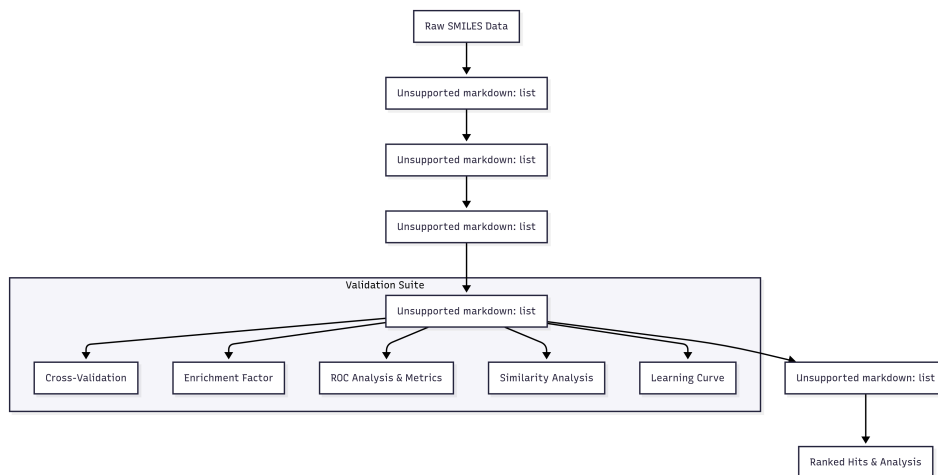 Raw SMILES Data
Unsupported markdown: list
Unsupported markdown: list
Unsupported markdown: list
Validation Suite
Unsupported markdown: list
Cross-Validation
Enrichment Factor
ROC Analysis & Metrics
Similarity Analysis
Learning Curve
Unsupported markdown: list
Ranked Hits & Analysis